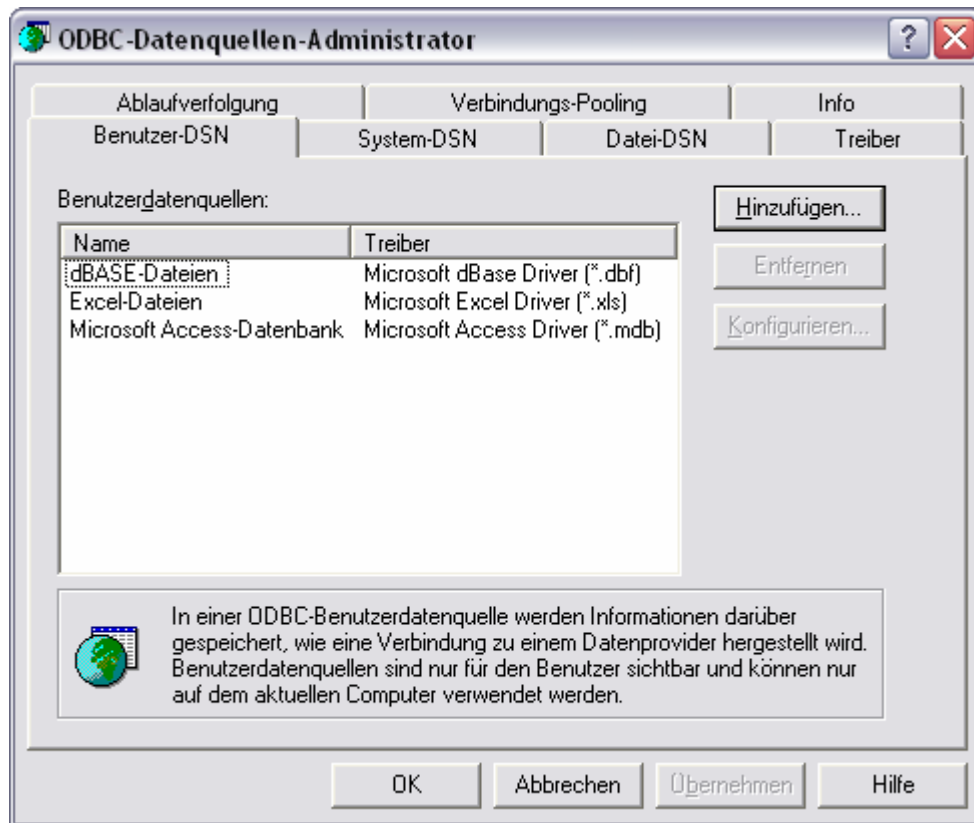 ODBC-Datenquellen-Administrator
Ablaufverfolgung Verbindungs-Pooling Info
Benutzer-DSN System-DSN Datei-DSN Treiber
Benutzerdatenquellen:
Hinzufügen...
Name Treiber
dBASE-Dateien Microsoft dBase Driver (*.dbf)
Entfernen
Excel-Dateien Microsoft Excel Driver (*.xls)
Microsoft Access-Datenbank Microsoft Access Driver (*.mdb)
Konfigurieren...
In einer ODBC-Benutzerdatenquelle werden Informationen darüber
gespeichert, wie eine Verbindung zu einem Datenprovider hergestellt wird.
Benutzerdatenquellen sind nur für den Benutzer sichtbar und können nur
auf dem aktuellen Computer verwendet werden.
OK Abbrechen Übernehmen Hilfe